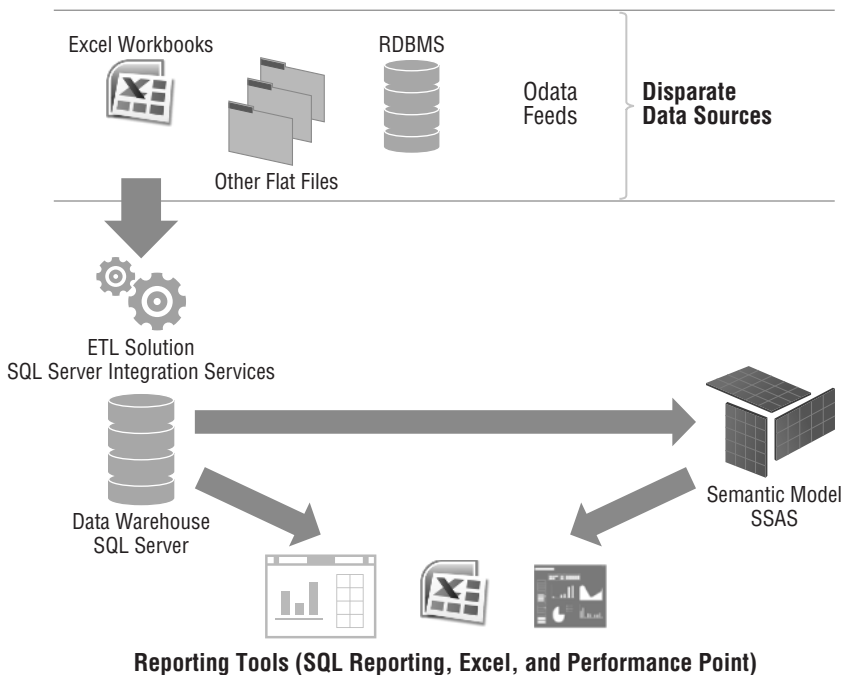 Excel Workbooks
RDBMS
Odata
Feeds
Disparate
Data Sources
Other Flat Files
ETL Solution
SQL Server Integration Services
Data Warehouse
SQL Server
Semantic Model
SSAS
Reporting Tools (SQL Reporting, Excel, and Performance Point)